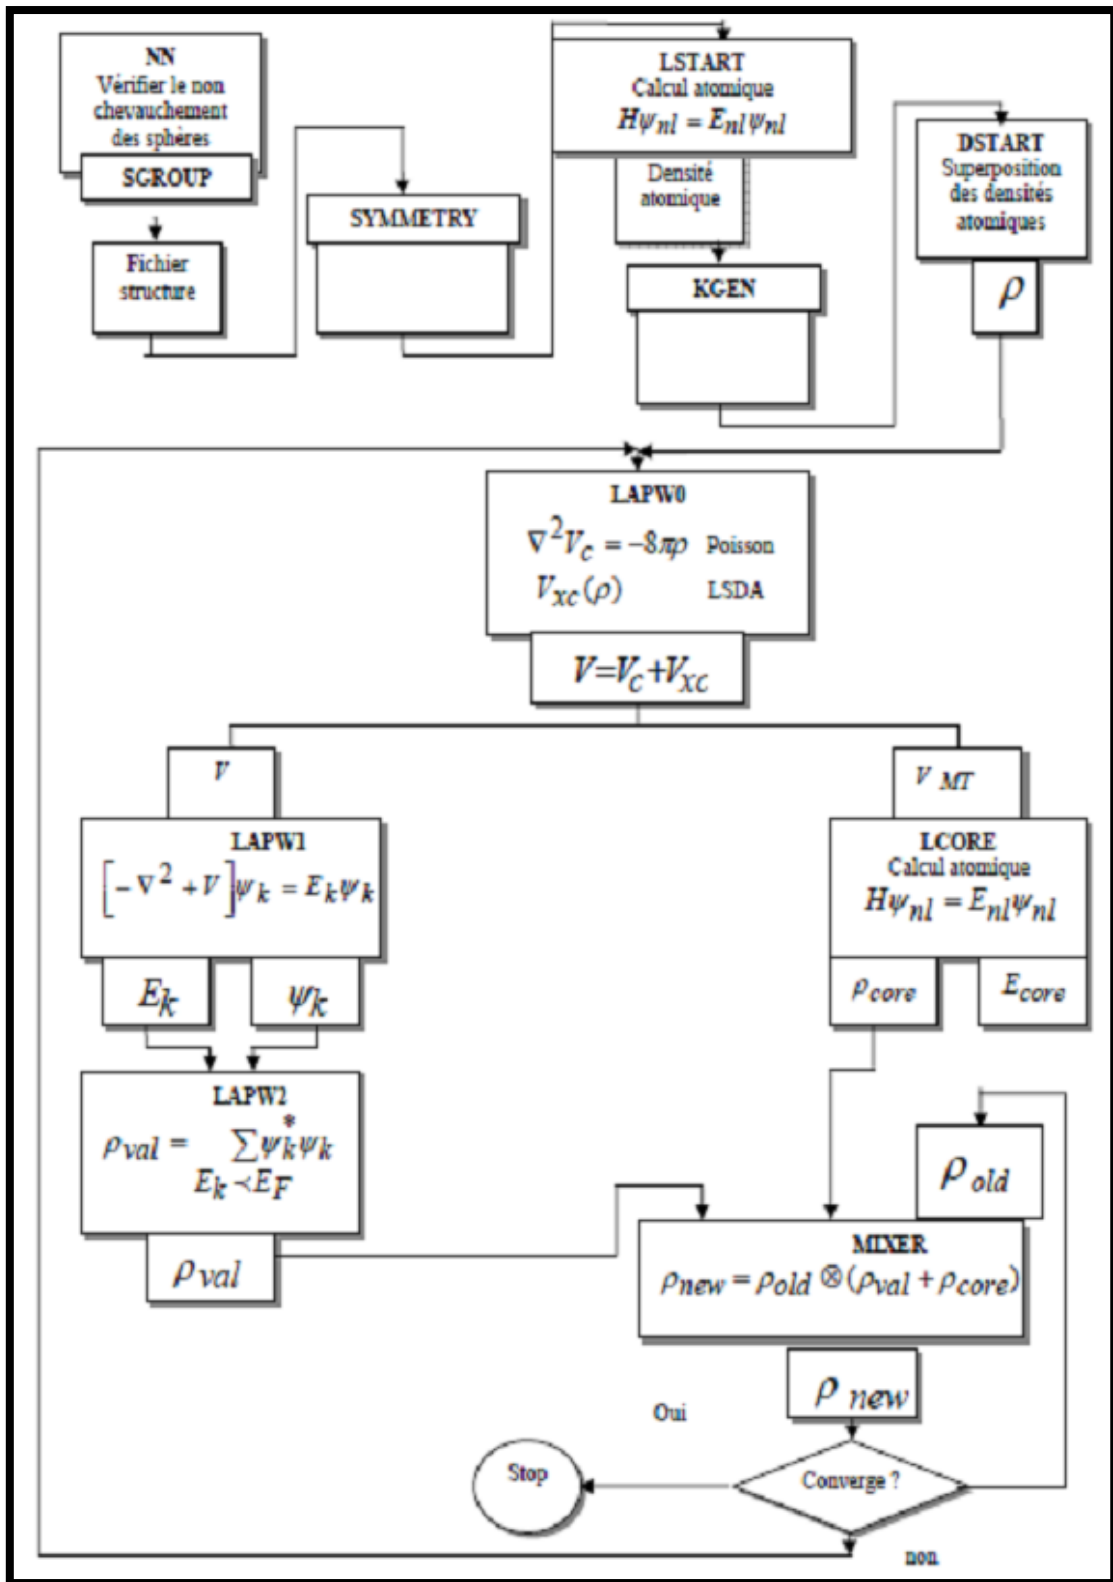 NN
Vérifier le non
chevauchement
des sphères
SGROUP
Fichier
structure
SYMMETRY
LSTART
Calcul atomique
Hψnl = Enlψnl
Densité
atomique
KGEN
DSTART
Superposition
des densités
atomiques
ρ
LAPW0
∇²Vc = −8πρ Poisson
Vxc(ρ) LSDA
V=Vc+Vxc
V
LAPW1
[−∇² + V]ψk = Ekψk
Ek
ψk
LAPW2
ρval = ∑ψk*ψk
Ek ≺ EF
ρval
V MT
LCORE
Calcul atomique
Hψnl = Enlψnl
ρcore
Ecore
ρold
MIXER
ρnew = ρold ⊗(ρval + ρcore)
ρ new
Oui
Stop
Converge ?
non